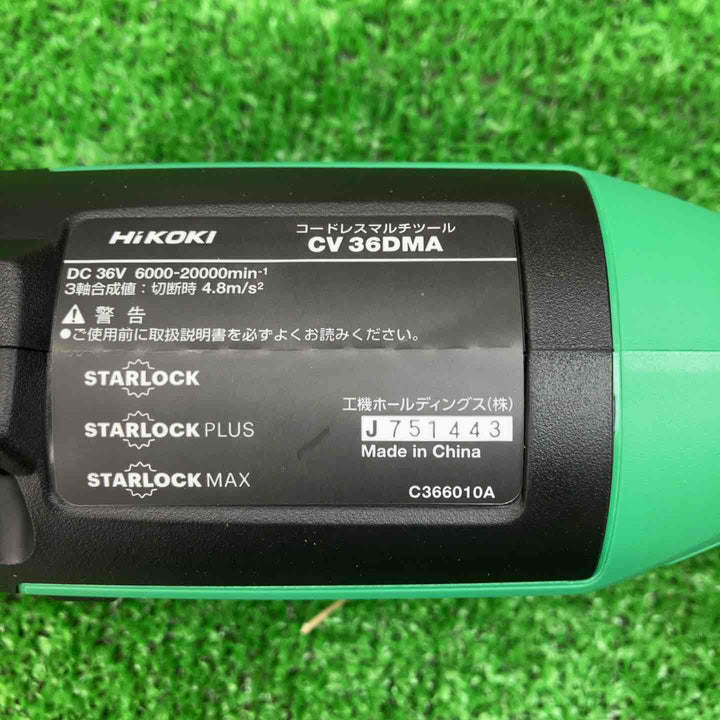 HiKOKI
コードレスマルチツール
CV 36DMA
DC 36V 6000-20000min⁻¹
3軸合成値：切断時 4.8m/s²
警告
●ご使用前に取扱説明書を必ずよくお読みください。
STARLOCK
工機ホールディングス(株)
STARLOCK PLUS
J751443
Made in China
STARLOCK MAX
C366010A